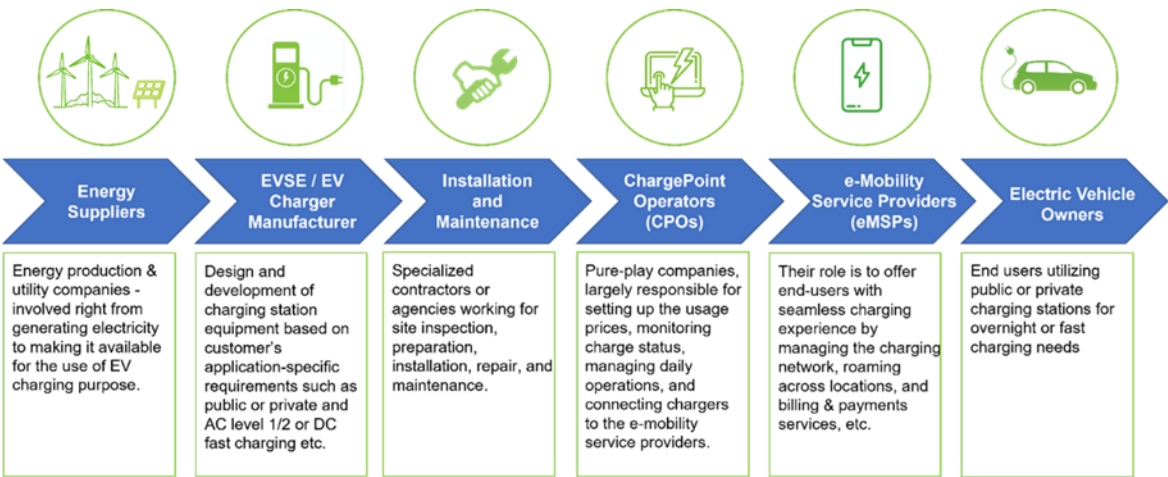 Energy
Suppliers
EVSE / EV
Charger
Manufacturer
Installation
and
Maintenance
ChargePoint
Operators
(CPOs)
e-Mobility
Service Providers
(eMSPs)
Electric Vehicle
Owners
Energy production &
utility companies -
involved right from
generating electricity
to making it available
for the use of EV
charging purpose.
Design and
development of
charging station
equipment based on
customer's
application-specific
requirements such as
public or private and
AC level 1/2 or DC
fast charging etc.
Specialized
contractors or
agencies working for
site inspection,
preparation,
installation, repair, and
maintenance.
Pure-play companies,
largely responsible for
setting up the usage
prices, monitoring
charge status,
managing daily
operations, and
connecting chargers
to the e-mobility
service providers.
Their role is to offer
end-users with
seamless charging
experience by
managing the charging
network, roaming
across locations, and
billing & payments
services, etc.
End users utilizing
public or private
charging stations for
overnight or fast
charging needs